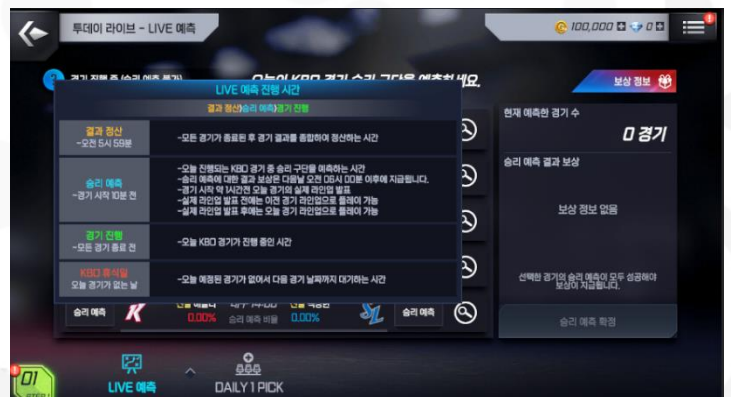 투데이 라이브 - LIVE 예측
100,000
0
오늘의 KBO 경기 승리 구단을 예측하세요.
보상 정보
LIVE 예측 진행 시간
결과 정산>승리 예측>경기 진행
결과 정산
~오전 5시 59분
-모든 경기가 종료된 후 경기 결과를 종합하여 정산하는 시간
승리 예측
~경기 시작 10분 전
-오늘 진행되는 KBO 경기 중 승리 구단을 예측하는 시간
-승리 예측에 대한 결과 보상은 다음날 오전 06시 00분 이후에 지급됩니다.
-경기 시작 약 1시간전 오늘 경기의 실제 라인업 발표
-실제 라인업 발표 전에는 이전 경기 라인업으로 플레이 가능
-실제 라인업 발표 후에는 오늘 경기 라인업으로 플레이 가능
경기 진행
~모든 경기 종료 전
-오늘 KBO 경기가 진행 중인 시간
KBO 휴식일
오늘 경기가 없는 날
-오늘 예정된 경기가 없어서 다음 경기 날짜까지 대기하는 시간
현재 예측한 경기 수
0 경기
승리 예측 결과 보상
보상 정보 없음
선택한 경기의 승리 예측이 모두 성공해야
보상이 지급됩니다.
승리 예측 확정
승리 예측
0.00%
승리 예측 비율
0.00%
승리 예측
01
LIVE 예측
DAILY 1 PICK